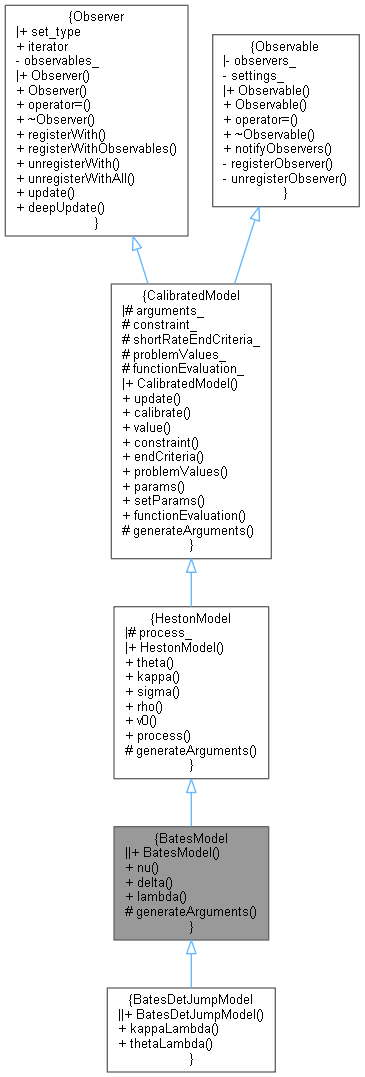 {Observer
|+ set_type
+ iterator
- observables_
|+ Observer()
+ Observer()
+ operator=()
+ ~Observer()
+ registerWith()
+ registerWithObservables()
+ unregisterWith()
+ unregisterWithAll()
+ update()
+ deepUpdate()
}
{Observable
|- observers_
- settings_
|+ Observable()
+ Observable()
+ operator=()
+ ~Observable()
+ notifyObservers()
- registerObserver()
- unregisterObserver()
}
{CalibratedModel
|# arguments_
# constraint_
# shortRateEndCriteria_
# problemValues_
# functionEvaluation_
|+ CalibratedModel()
+ update()
+ calibrate()
+ value()
+ constraint()
+ endCriteria()
+ problemValues()
+ params()
+ setParams()
+ functionEvaluation()
# generateArguments()
}
{HestonModel
|# process_
|+ HestonModel()
+ theta()
+ kappa()
+ sigma()
+ rho()
+ v0()
+ process()
# generateArguments()
}
{BatesModel
||+ BatesModel()
+ nu()
+ delta()
+ lambda()
# generateArguments()
}
{BatesDetJumpModel
||+ BatesDetJumpModel()
+ kappaLambda()
+ thetaLambda()
}